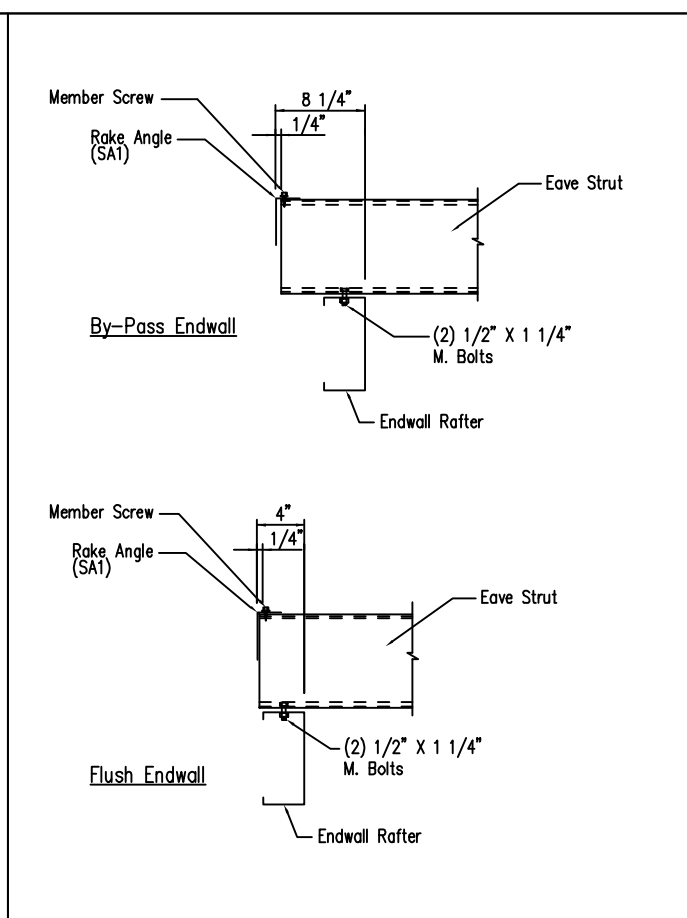 8 1/4"
Member Screw
1/4"
Rake Angle
(SA1)
Eave Strut
By-Pass Endwall
(2) 1/2" X 1 1/4"
M. Bolts
Endwall Rafter
Member Screw
4"
1/4"
Rake Angle
(SA1)
Eave Strut
(2) 1/2" X 1 1/4"
M. Bolts
Flush Endwall
Endwall Rafter